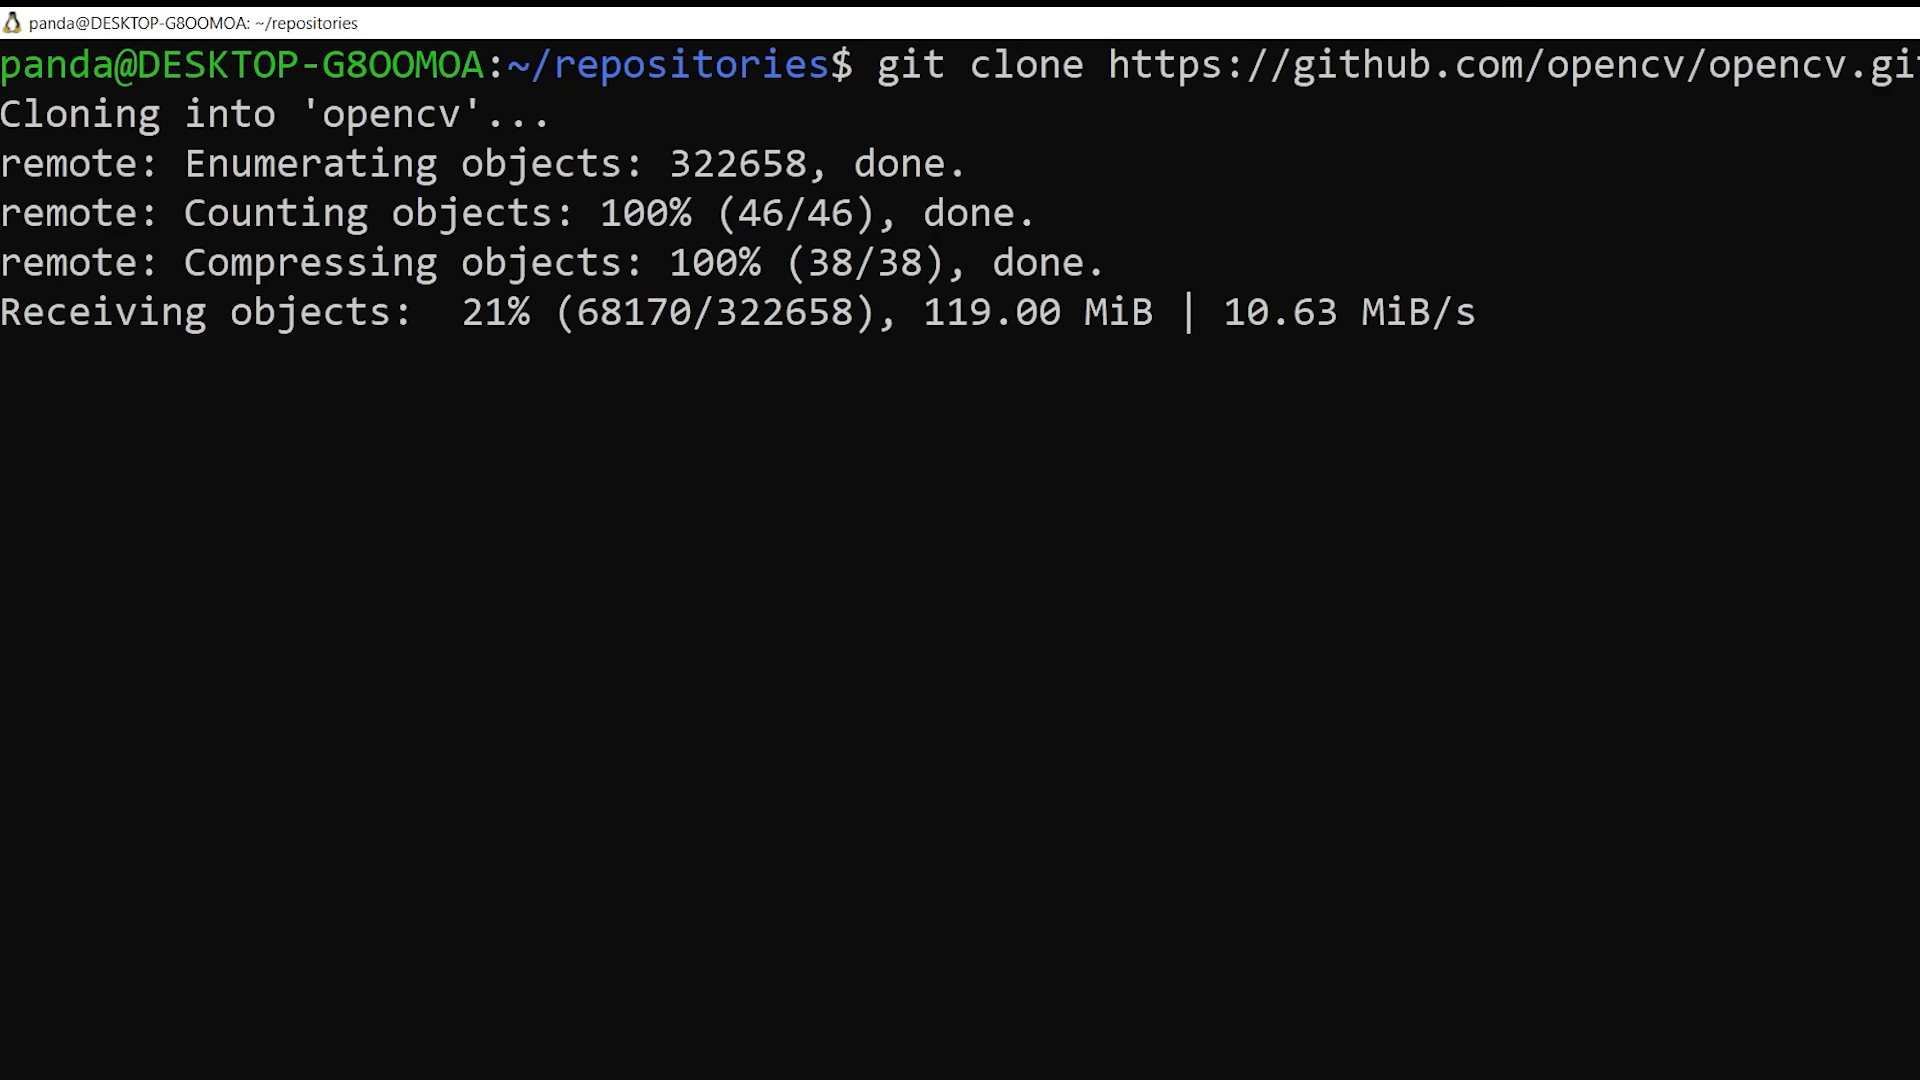 panda@DESKTOP-G8OOMOA: ~/repositories
panda@DESKTOP-G8OOMOA:~/repositories$ git clone https://github.com/opencv/opencv.gi
Cloning into 'opencv'...
remote: Enumerating objects: 322658, done.
remote: Counting objects: 100% (46/46), done.
remote: Compressing objects: 100% (38/38), done.
Receiving objects:  21% (68170/322658), 119.00 MiB | 10.63 MiB/s